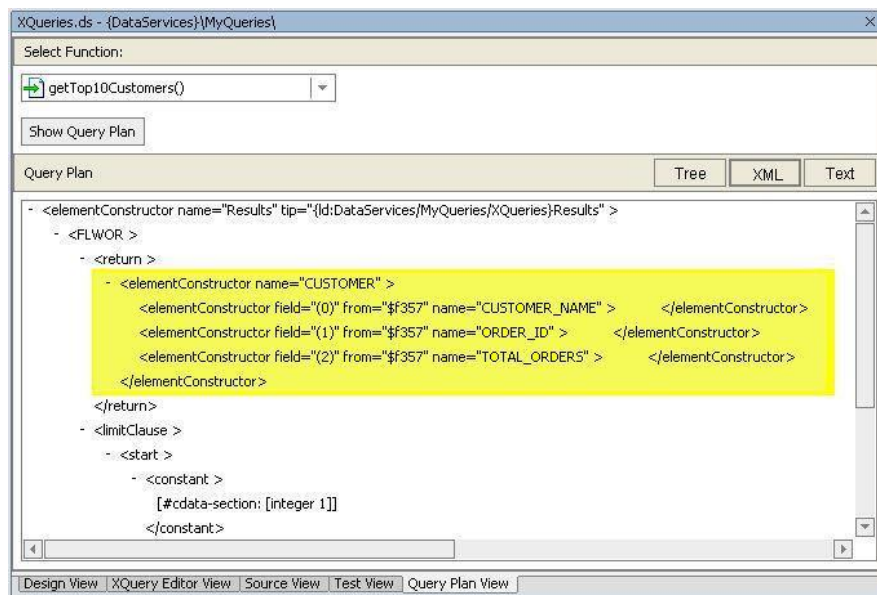 XQueries.ds - {DataServices}\MyQueries\
Select Function:
getTop10Customers()
Show Query Plan
Query Plan Tree XML Text
- <elementConstructor name="Results" tip="{ld:DataServices/MyQueries/XQueries}Results" >
- <FLWOR >
- <return >
- <elementConstructor name="CUSTOMER" >
<elementConstructor field="(0)" from="$f357" name="CUSTOMER_NAME" > </elementConstructor>
<elementConstructor field="(1)" from="$f357" name="ORDER_ID" > </elementConstructor>
<elementConstructor field="(2)" from="$f357" name="TOTAL_ORDERS" > </elementConstructor>
</elementConstructor>
</return>
- <limitClause >
- <start >
- <constant >
[#cdata-section: [integer 1]]
</constant>
Design View XQuery Editor View Source View Test View Query Plan View